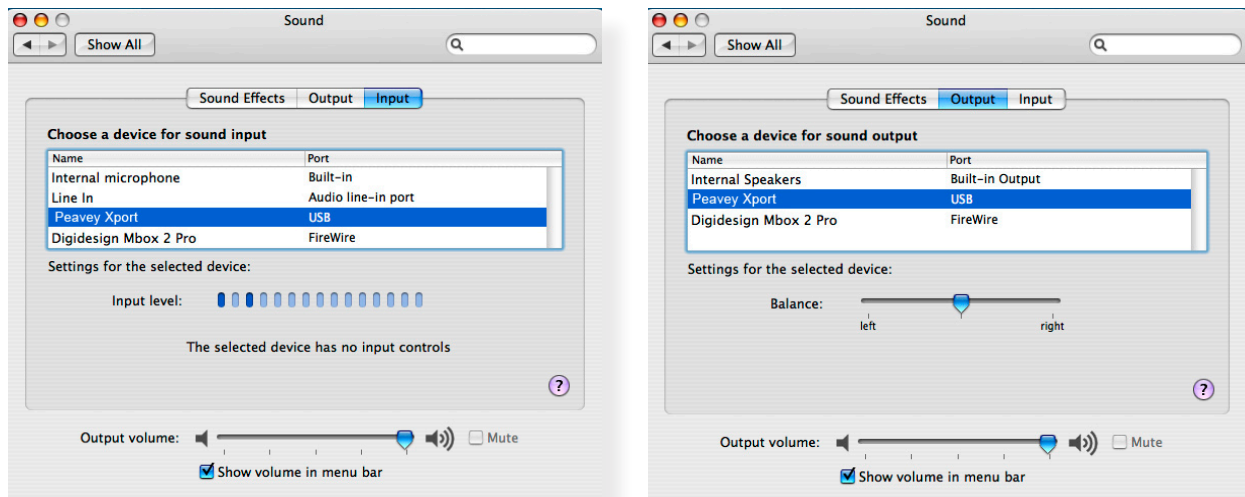 Sound
Show All
Sound Effects Output Input
Choose a device for sound input
Name Port
Internal microphone Built-in
Line In Audio line-in port
Peavey Xport USB
Digidesign Mbox 2 Pro FireWire
Settings for the selected device:
Input level:
The selected device has no input controls
?
Output volume: Mute
Show volume in menu bar
Sound
Show All
Sound Effects Output Input
Choose a device for sound output
Name Port
Internal Speakers Built-in Output
Peavey Xport USB
Digidesign Mbox 2 Pro FireWire
Settings for the selected device:
Balance:
left right
?
Output volume: Mute
Show volume in menu bar